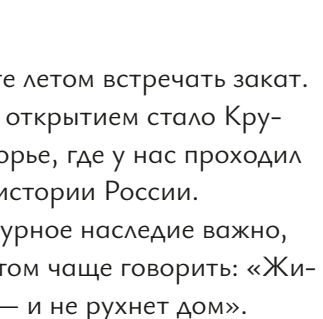 е летом встречать закат.
открытием стало Кру-
орье, где у нас проходил
истории России.
урное наследие важно,
том чаще говорить: «Жи-
— и не рухнет дом».